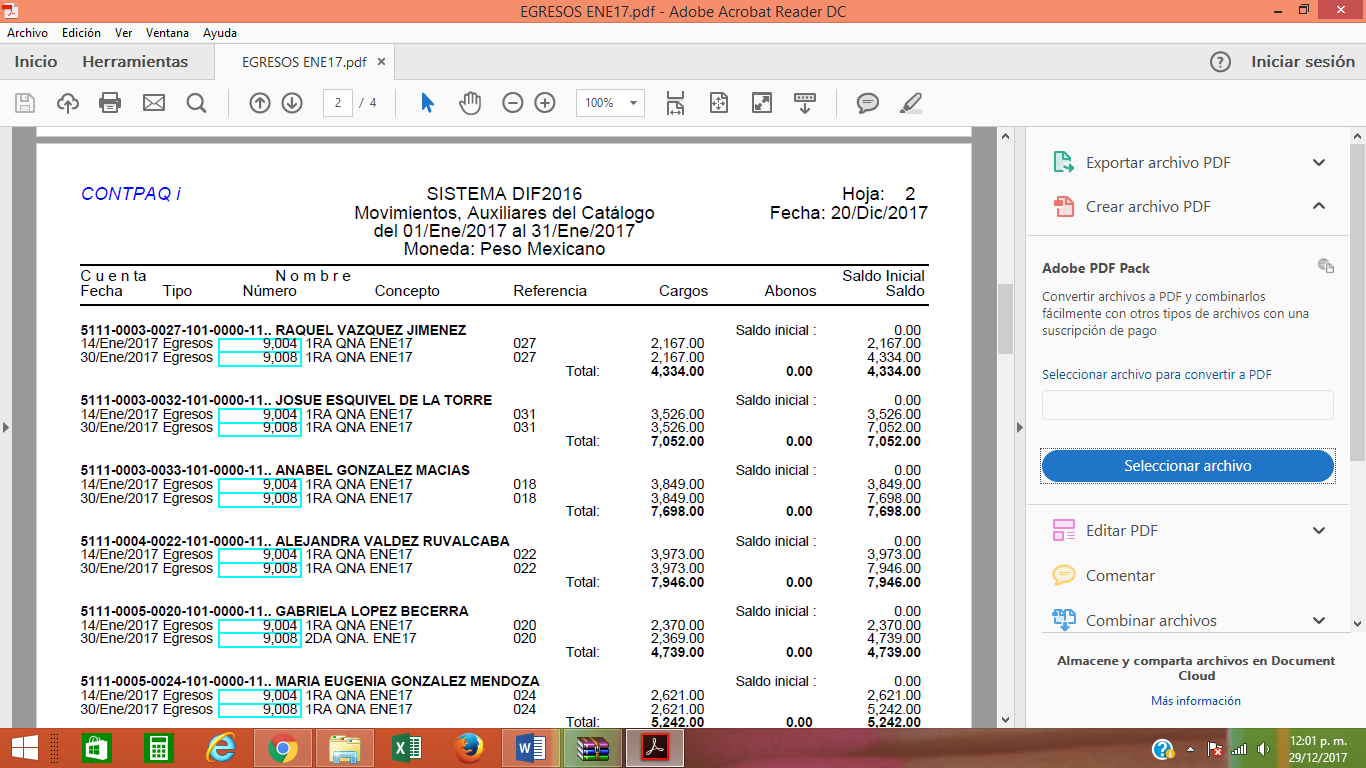 EGRESOS ENE17.pdf - Adobe Acrobat Reader DC
Archivo Edición Ver Ventana Ayuda
Inicio Herramientas EGRESOS ENE17.pdf × Iniciar sesión
2 / 4 100%
CONTPAQ i SISTEMA DIF2016 Hoja: 2
Movimientos, Auxiliares del Catálogo Fecha: 20/Dic/2017
del 01/Ene/2017 al 31/Ene/2017
Moneda: Peso Mexicano
C u e n ta N o m b r e Saldo Inicial
Fecha Tipo Número Concepto Referencia Cargos Abonos Saldo
5111-0003-0027-101-0000-11.. RAQUEL VAZQUEZ JIMENEZ Saldo inicial : 0.00
14/Ene/2017 Egresos 9,004 1RA QNA ENE17 027 2,167.00 2,167.00
30/Ene/2017 Egresos 9,008 1RA QNA ENE17 027 2,167.00 4,334.00
Total: 4,334.00 0.00 4,334.00
5111-0003-0032-101-0000-11.. JOSUE ESQUIVEL DE LA TORRE Saldo inicial : 0.00
14/Ene/2017 Egresos 9,004 1RA QNA ENE17 031 3,526.00 3,526.00
30/Ene/2017 Egresos 9,008 1RA QNA ENE17 031 3,526.00 7,052.00
Total: 7,052.00 0.00 7,052.00
5111-0003-0033-101-0000-11.. ANABEL GONZALEZ MACIAS Saldo inicial : 0.00
14/Ene/2017 Egresos 9,004 1RA QNA ENE17 018 3,849.00 3,849.00
30/Ene/2017 Egresos 9,008 1RA QNA ENE17 018 3,849.00 7,698.00
Total: 7,698.00 0.00 7,698.00
5111-0004-0022-101-0000-11.. ALEJANDRA VALDEZ RUVALCABA Saldo inicial : 0.00
14/Ene/2017 Egresos 9,004 1RA QNA ENE17 022 3,973.00 3,973.00
30/Ene/2017 Egresos 9,008 1RA QNA ENE17 022 3,973.00 7,946.00
Total: 7,946.00 0.00 7,946.00
5111-0005-0020-101-0000-11.. GABRIELA LOPEZ BECERRA Saldo inicial : 0.00
14/Ene/2017 Egresos 9,004 1RA QNA ENE17 020 2,370.00 2,370.00
30/Ene/2017 Egresos 9,008 2DA QNA. ENE17 020 2,369.00 4,739.00
Total: 4,739.00 0.00 4,739.00
5111-0005-0024-101-0000-11.. MARIA EUGENIA GONZALEZ MENDOZA Saldo inicial : 0.00
14/Ene/2017 Egresos 9,004 1RA QNA ENE17 024 2,621.00 2,621.00
30/Ene/2017 Egresos 9,008 1RA QNA ENE17 024 2,621.00 5,242.00
Total: 5,242.00 0.00 5,242.00
Exportar archivo PDF
Crear archivo PDF
Adobe PDF Pack
Convertir archivos a PDF y combinarlos
fácilmente con otros tipos de archivos con una
suscripción de pago
Seleccionar archivo para convertir a PDF
Seleccionar archivo
Editar PDF
Comentar
Combinar archivos
Almacene y comparta archivos en Document
Cloud
Más información
12:01 p. m.
29/12/2017